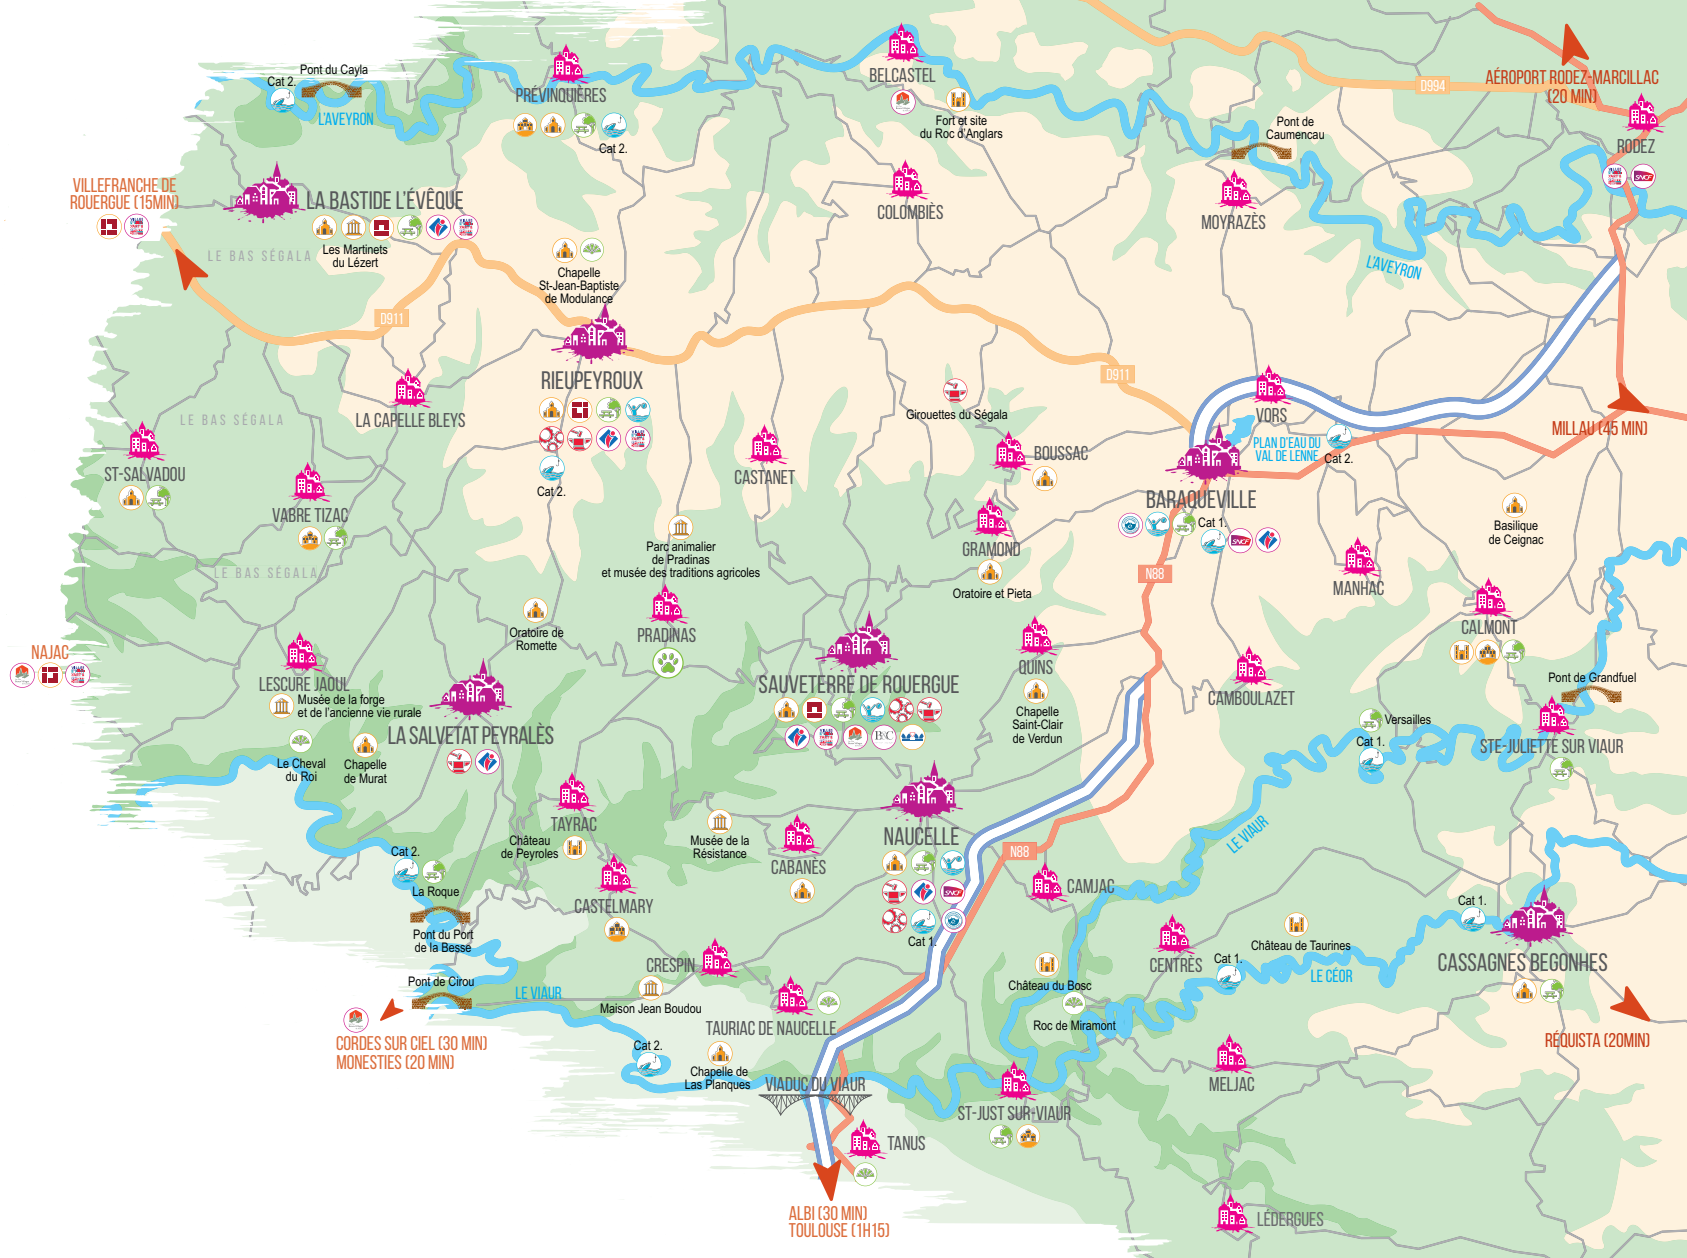 Pont du Cayla
Cat 2.
L'AVEYRON
PRÉVINQUIÈRES
Cat 2.
BELCASTEL
Fort et site
du Roc d'Anglars
D994
AÉROPORT RODEZ-MARCILLAC
(20 MIN)
RODEZ
SNCF
Pont de
Caumencau
MOYRAZÈS
COLOMBIÈS
L'AVEYRON
VILLEFRANCHE DE
ROUERGUE (15MIN)
LA BASTIDE L'ÉVÊQUE
Les Martinets
du Lézert
LE BAS SÉGALA
Chapelle
St-Jean-Baptiste
de Modulance
D911
RIEUPEYROUX
Cat 2.
LA CAPELLE BLEYS
LE BAS SÉGALA
ST-SALVADOU
VABRE TIZAC
LE BAS SÉGALA
CASTANET
Girouettes du Ségala
BOUSSAC
GRAMOND
Oratoire et Pieta
D911
VORS
PLAN D'EAU DU
VAL DE LENNE
Cat 2.
MILLAU (45 MIN)
BARAQUEVILLE
Cat 1.
SNCF
N88
Basilique
de Ceignac
MANHAC
CALMONT
Parc animalier
de Pradinas
et musée des traditions agricoles
PRADINAS
Oratoire de
Romette
NAJAC
LESCURE JAOUL
Musée de la forge
et de l'ancienne vie rurale
LA SALVETAT PEYRALÈS
Le Cheval
du Roi
Chapelle
de Murat
SAUVETERRE DE ROUERGUE
QUINS
Chapelle
Saint-Clair
de Verdun
CAMBOULAZET
Pont de Grandfuel
Versailles
Cat 1.
STE-JULIETTE SUR VIAUR
TAYRAC
Château
de Peyroles
Musée de la
Résistance
CABANÈS
NAUCELLE
SNCF
Cat 1.
N88
CAMJAC
LE VIAUR
Cat 2.
La Roque
Pont du Port
de la Besse
CASTELMARY
CRESPIN
Maison Jean Boudou
Pont de Cirou
LE VIAUR
CORDES SUR CIEL (30 MIN)
MONESTIES (20 MIN)
TAURIAC DE NAUCELLE
Cat 2.
Chapelle de
Las Planques
VIADUC DU VIAUR
Château du Bosc
Roc de Miramont
CENTRÈS
Cat 1.
Château de Taurines
LE CÉOR
Cat 1.
CASSAGNES BEGONHES
RÉQUISTA (20MIN)
MELJAC
ST-JUST SUR-VIAUR
TANUS
LÉDERGUES
ALBI (30 MIN)
TOULOUSE (1H15)